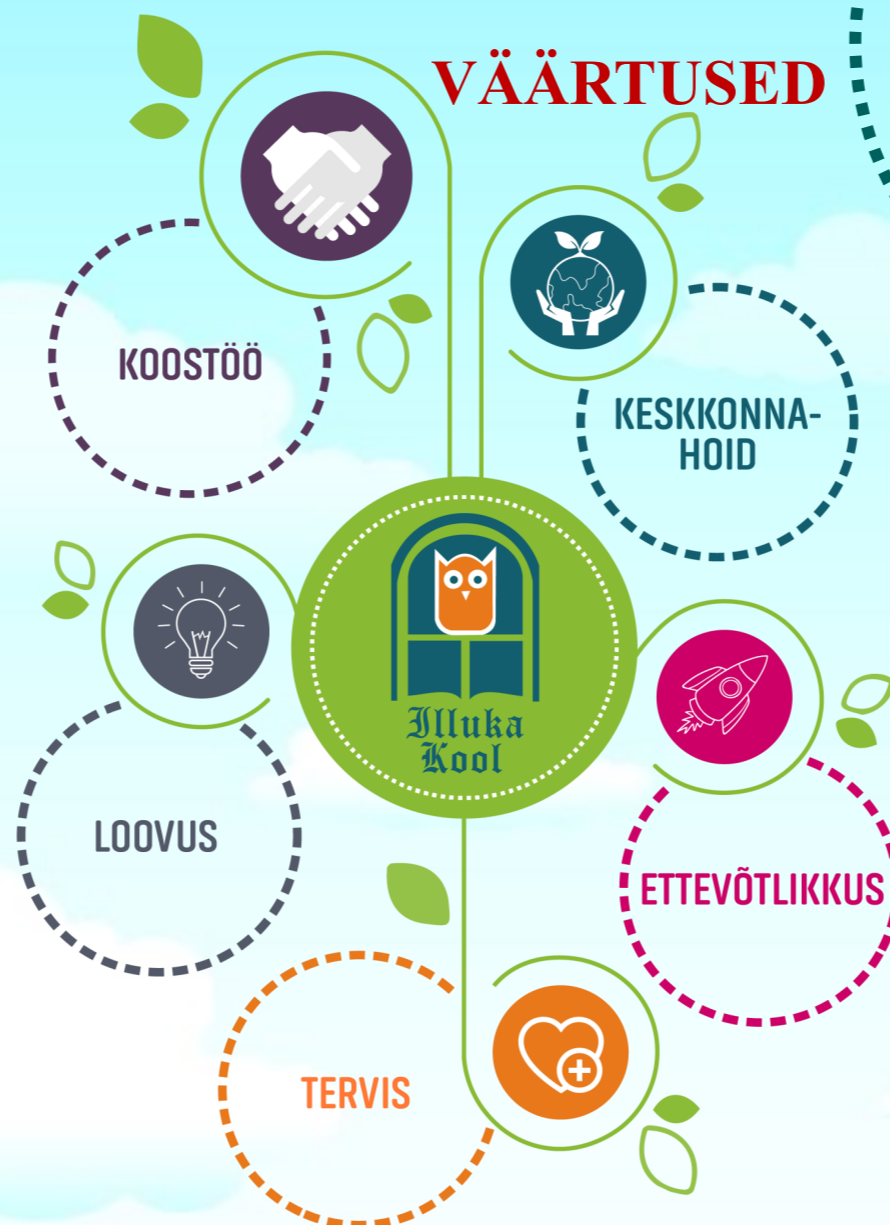 VÄÄRTUSED
KOOSTÖÖ
KESKKONNA-
HOID
Illuka
Kool
LOOVUS
ETTEVÕTLIKKUS
TERVIS